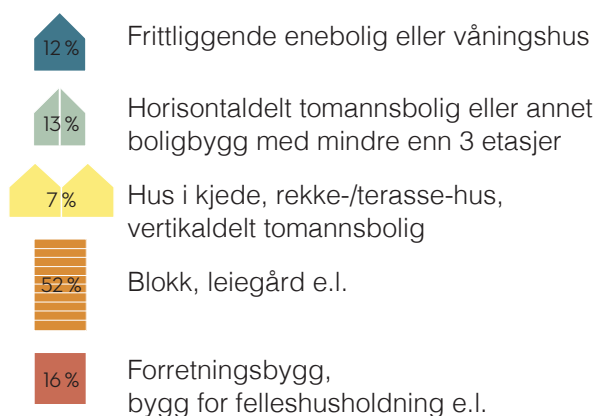 12 %
Frittliggende enebolig eller våningshus
13 %
Horisontaldelt tomannsbolig eller annet
boligbygg med mindre enn 3 etasjer
7 %
Hus i kjede, rekke-/terasse-hus,
vertikaldelt tomannsbolig
52 %
Blokk, leiegård e.l.
16 %
Forretningsbygg,
bygg for felleshusholdning e.l.